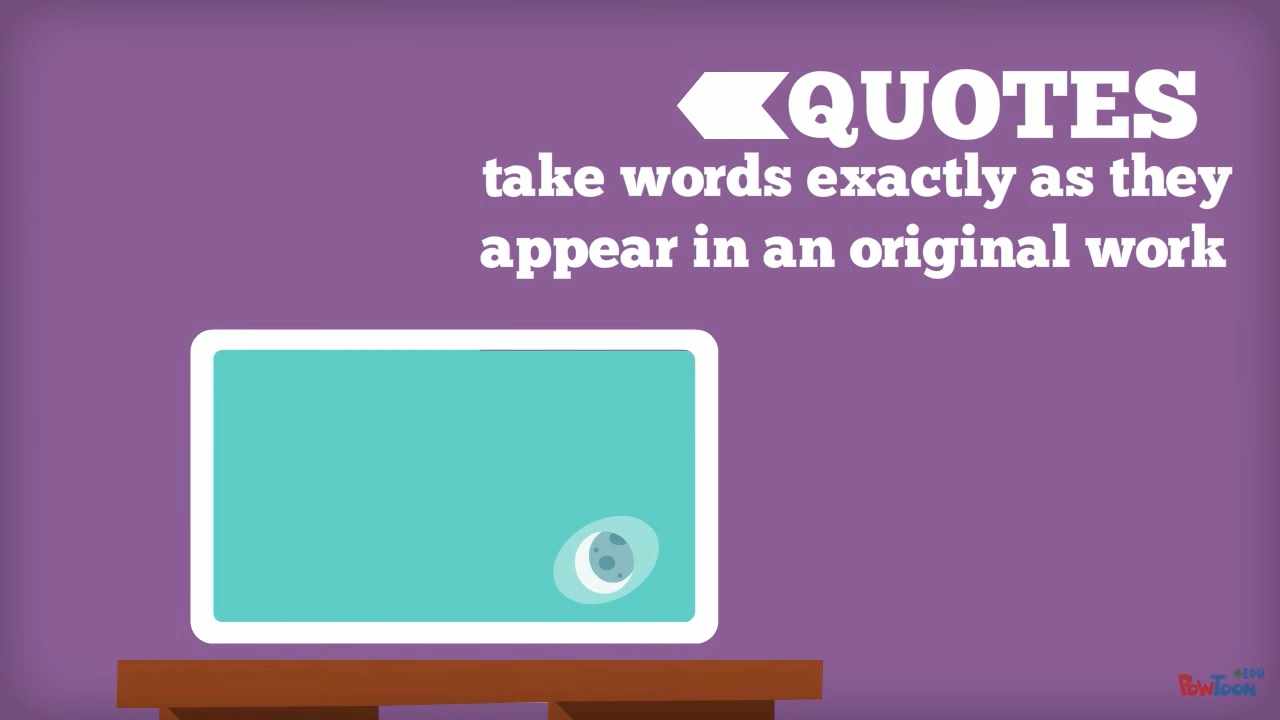 QUOTES
take words exactly as they
appear in an original work
+EDU
PowToon